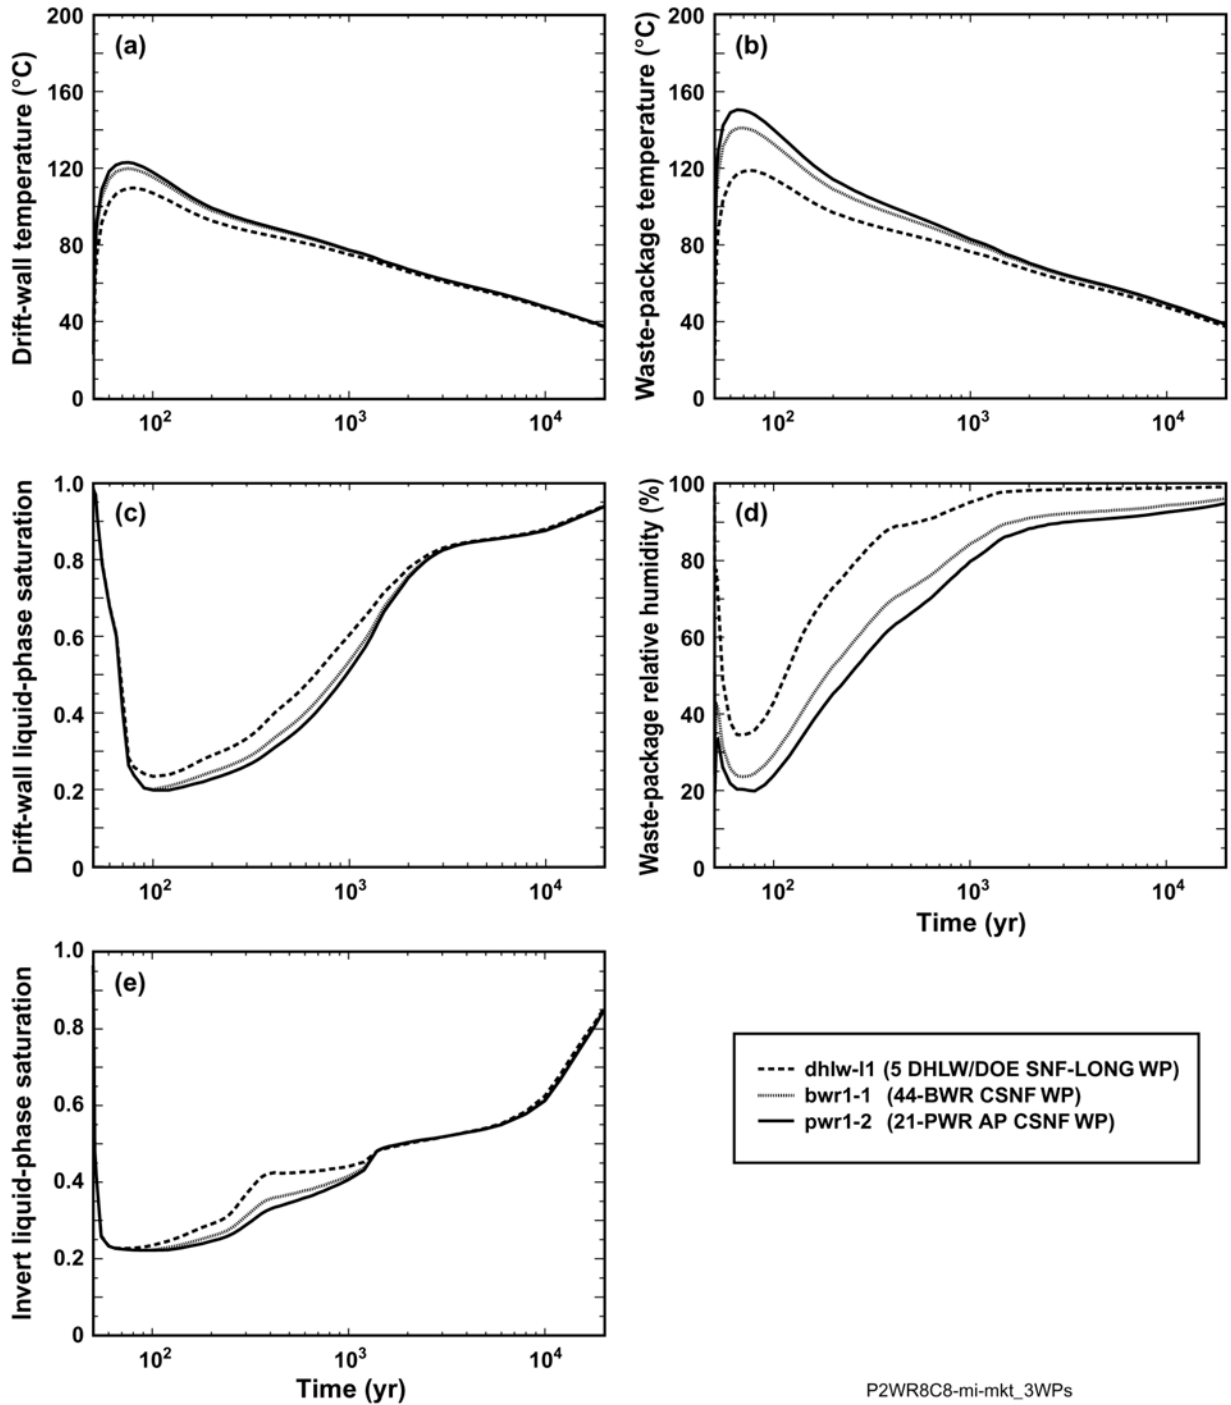 (a)
Drift-wall temperature (°C)
200
160
120
80
40
0
10²
10³
10⁴
(b)
Waste-package temperature (°C)
200
160
120
80
40
0
10²
10³
10⁴
(c)
Drift-wall liquid-phase saturation
1.0
0.8
0.6
0.4
0.2
0
10²
10³
10⁴
(d)
Waste-package relative humidity (%)
100
80
60
40
20
0
10²
10³
10⁴
Time (yr)
(e)
Invert liquid-phase saturation
1.0
0.8
0.6
0.4
0.2
0
10²
10³
10⁴
Time (yr)
dhlw-l1 (5 DHLW/DOE SNF-LONG WP)
bwr1-1 (44-BWR CSNF WP)
pwr1-2 (21-PWR AP CSNF WP)
P2WR8C8-mi-mkt_3WPs